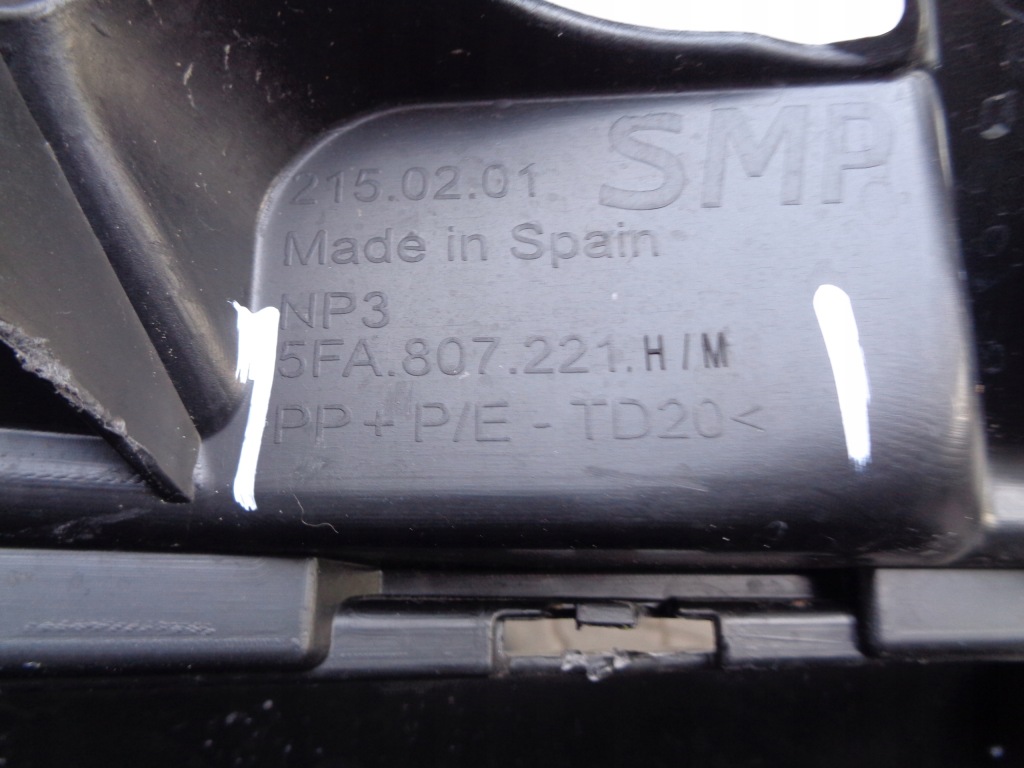 SMP
215.02.01.
Made in Spain
NP3
5FA.807.221.H/M
PP + P/E - TD20<